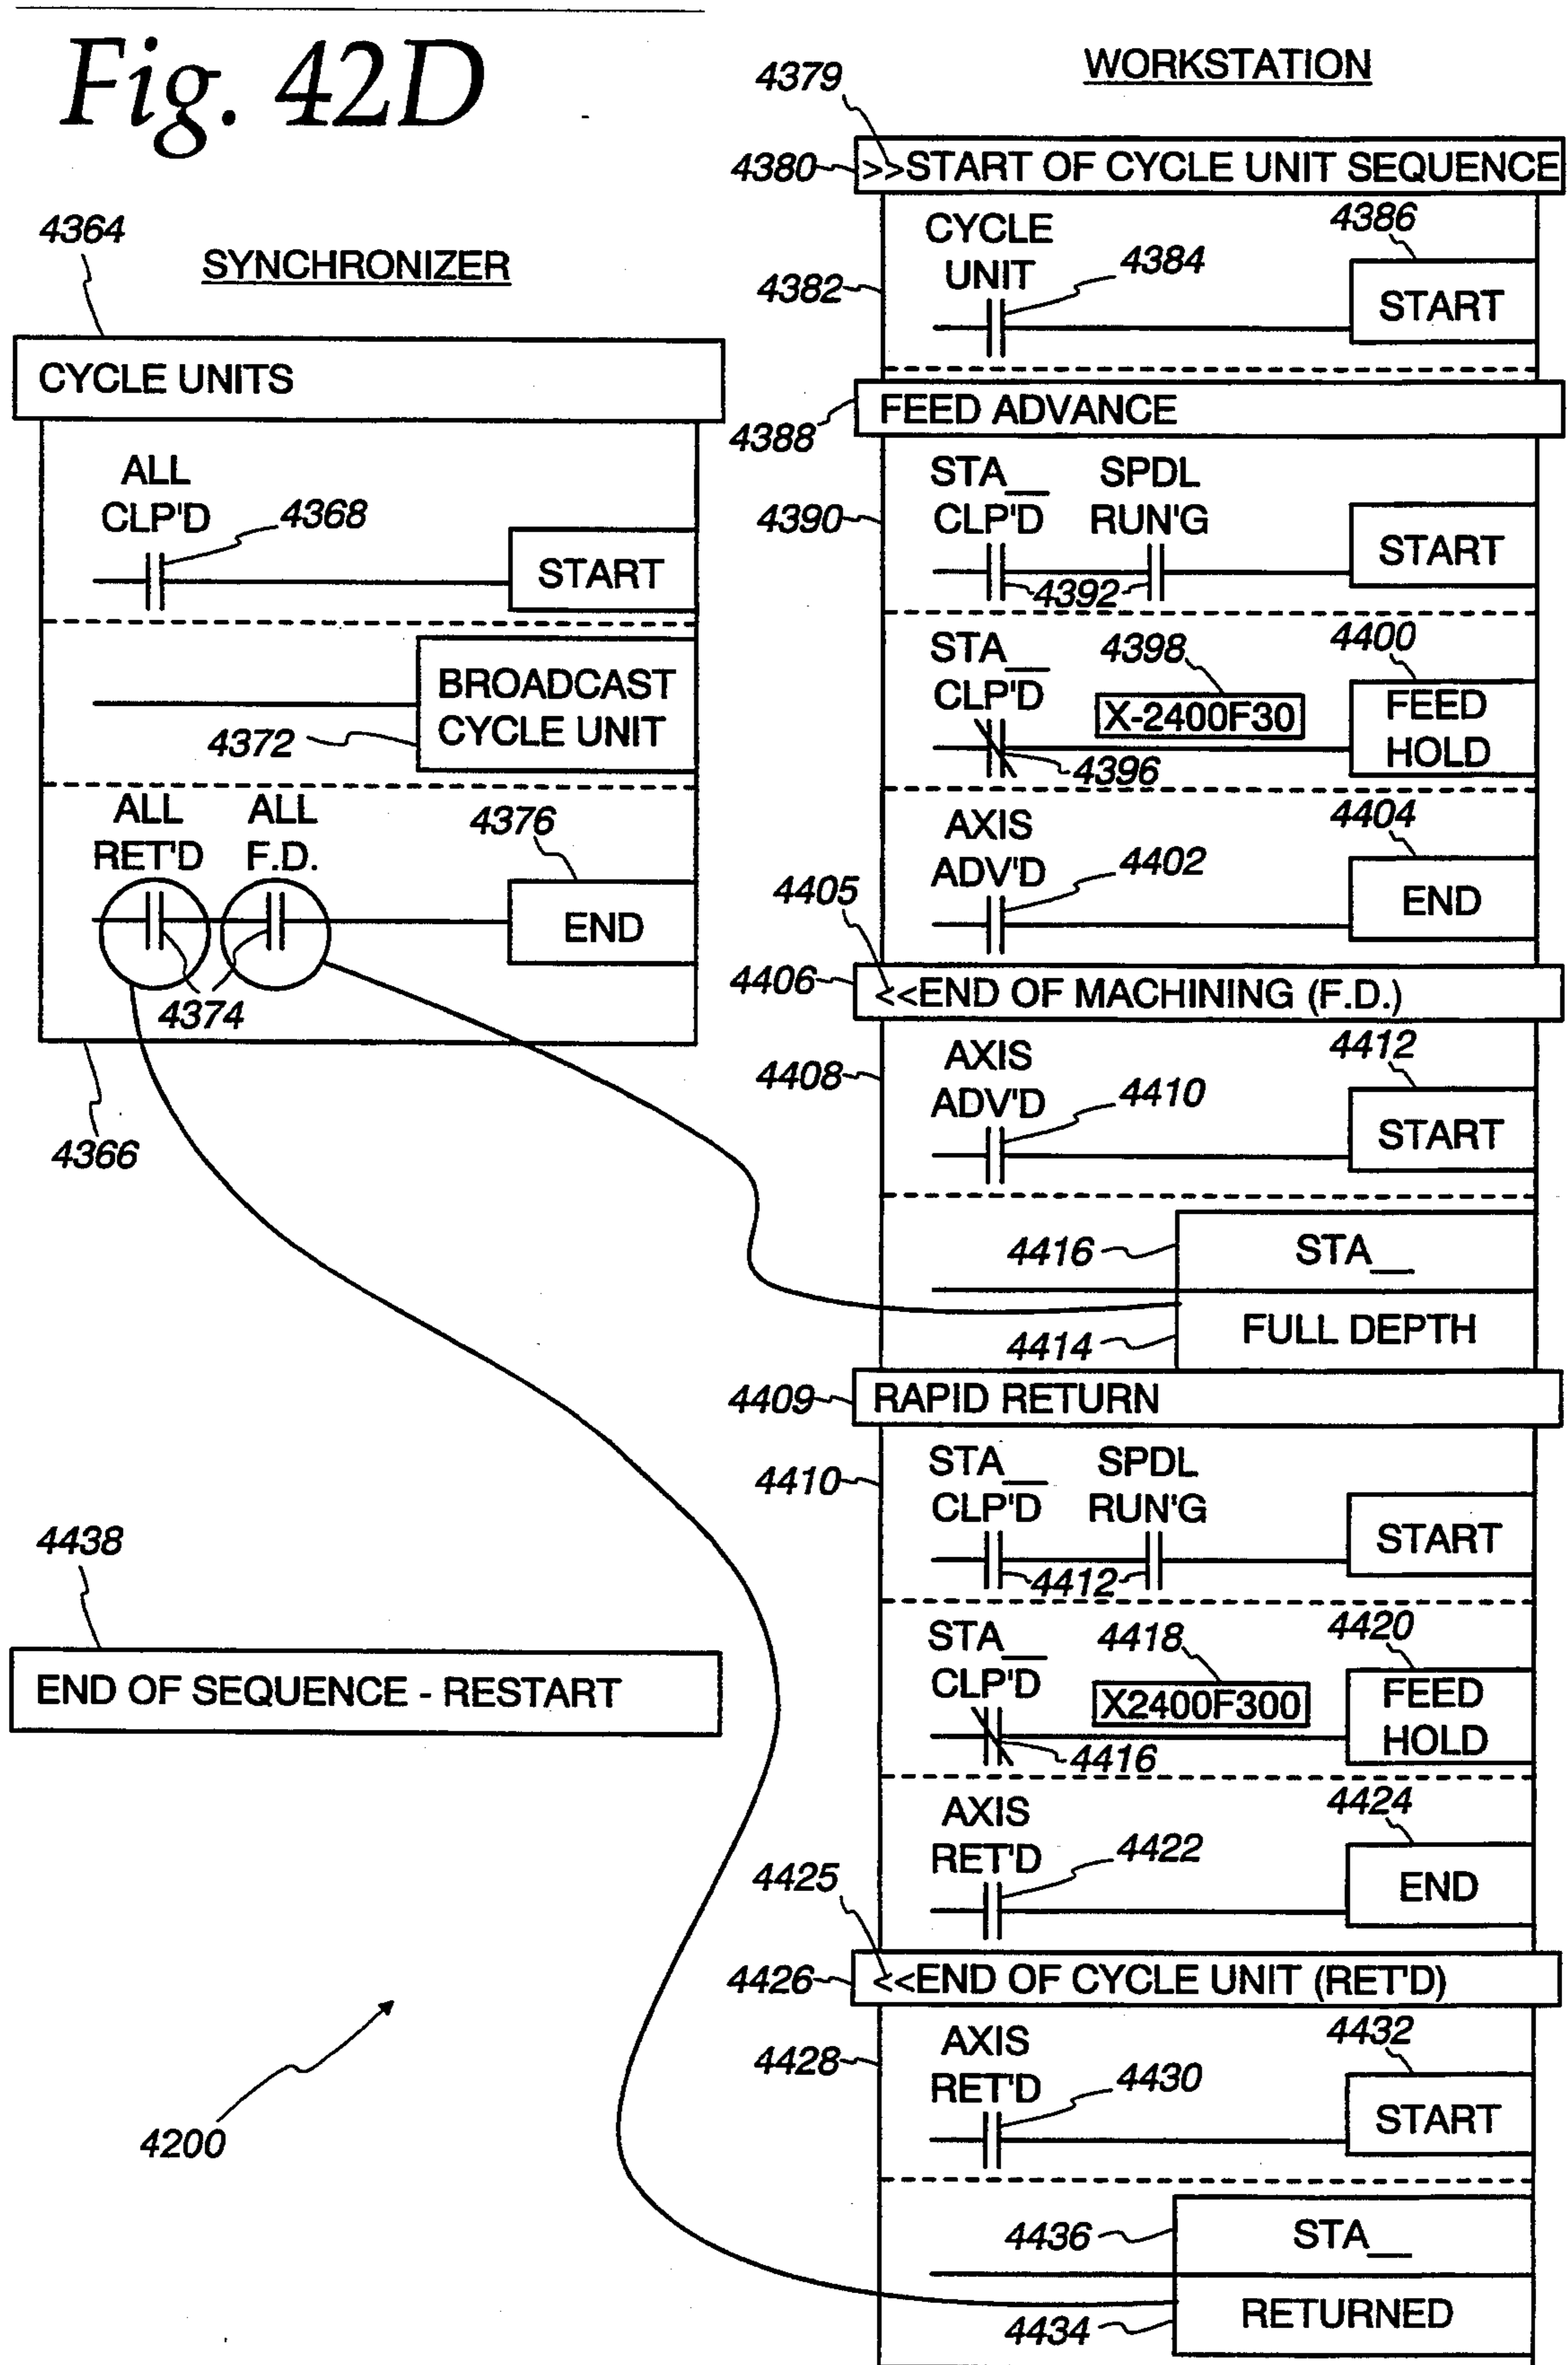 Fig. 42D
4364
SYNCHRONIZER
CYCLE UNITS
ALL
CLP'D
4368
START
BROADCAST
CYCLE UNIT
4372
ALL ALL
RET'D F.D.
4376
END
4374
4366
4438
END OF SEQUENCE - RESTART
4200
WORKSTATION
4379
4380
>>START OF CYCLE UNIT SEQUENCE
4386
CYCLE
UNIT
4384
4382
START
4388
FEED ADVANCE
STA__ SPDL
CLP'D RUN'G
4390
START
4392
STA__
CLP'D
4398
4400
X-2400F30
FEED
HOLD
4396
AXIS
ADV'D
4402
4404
END
4405
4406
<<END OF MACHINING (F.D.)
4412
4408
AXIS
ADV'D
4410
START
4416
STA__
FULL DEPTH
4414
4409
RAPID RETURN
STA__ SPDL
CLP'D RUN'G
4410
START
4412
STA__
CLP'D
4418
4420
X2400F300
FEED
HOLD
4416
AXIS
RET'D
4422
4424
END
4425
4426
<<END OF CYCLE UNIT (RET'D)
4432
4428
AXIS
RET'D
4430
START
4436
STA__
RETURNED
4434